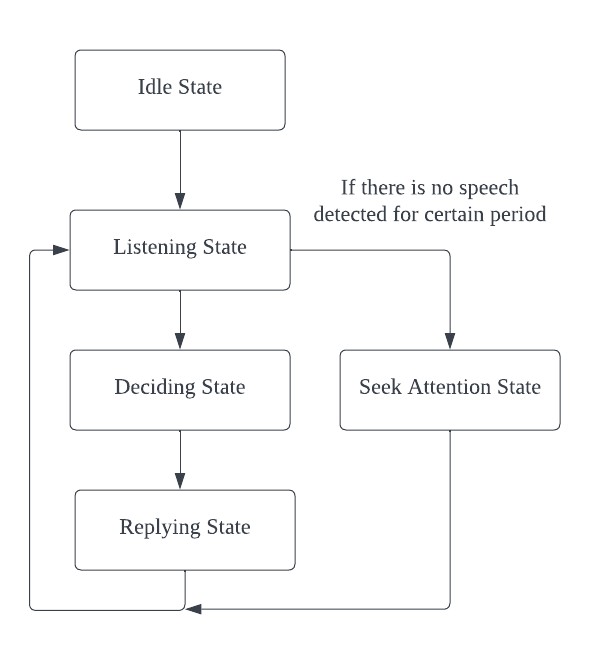 Idle State
If there is no speech
detected for certain period
Listening State
Deciding State
Seek Attention State
Replying State